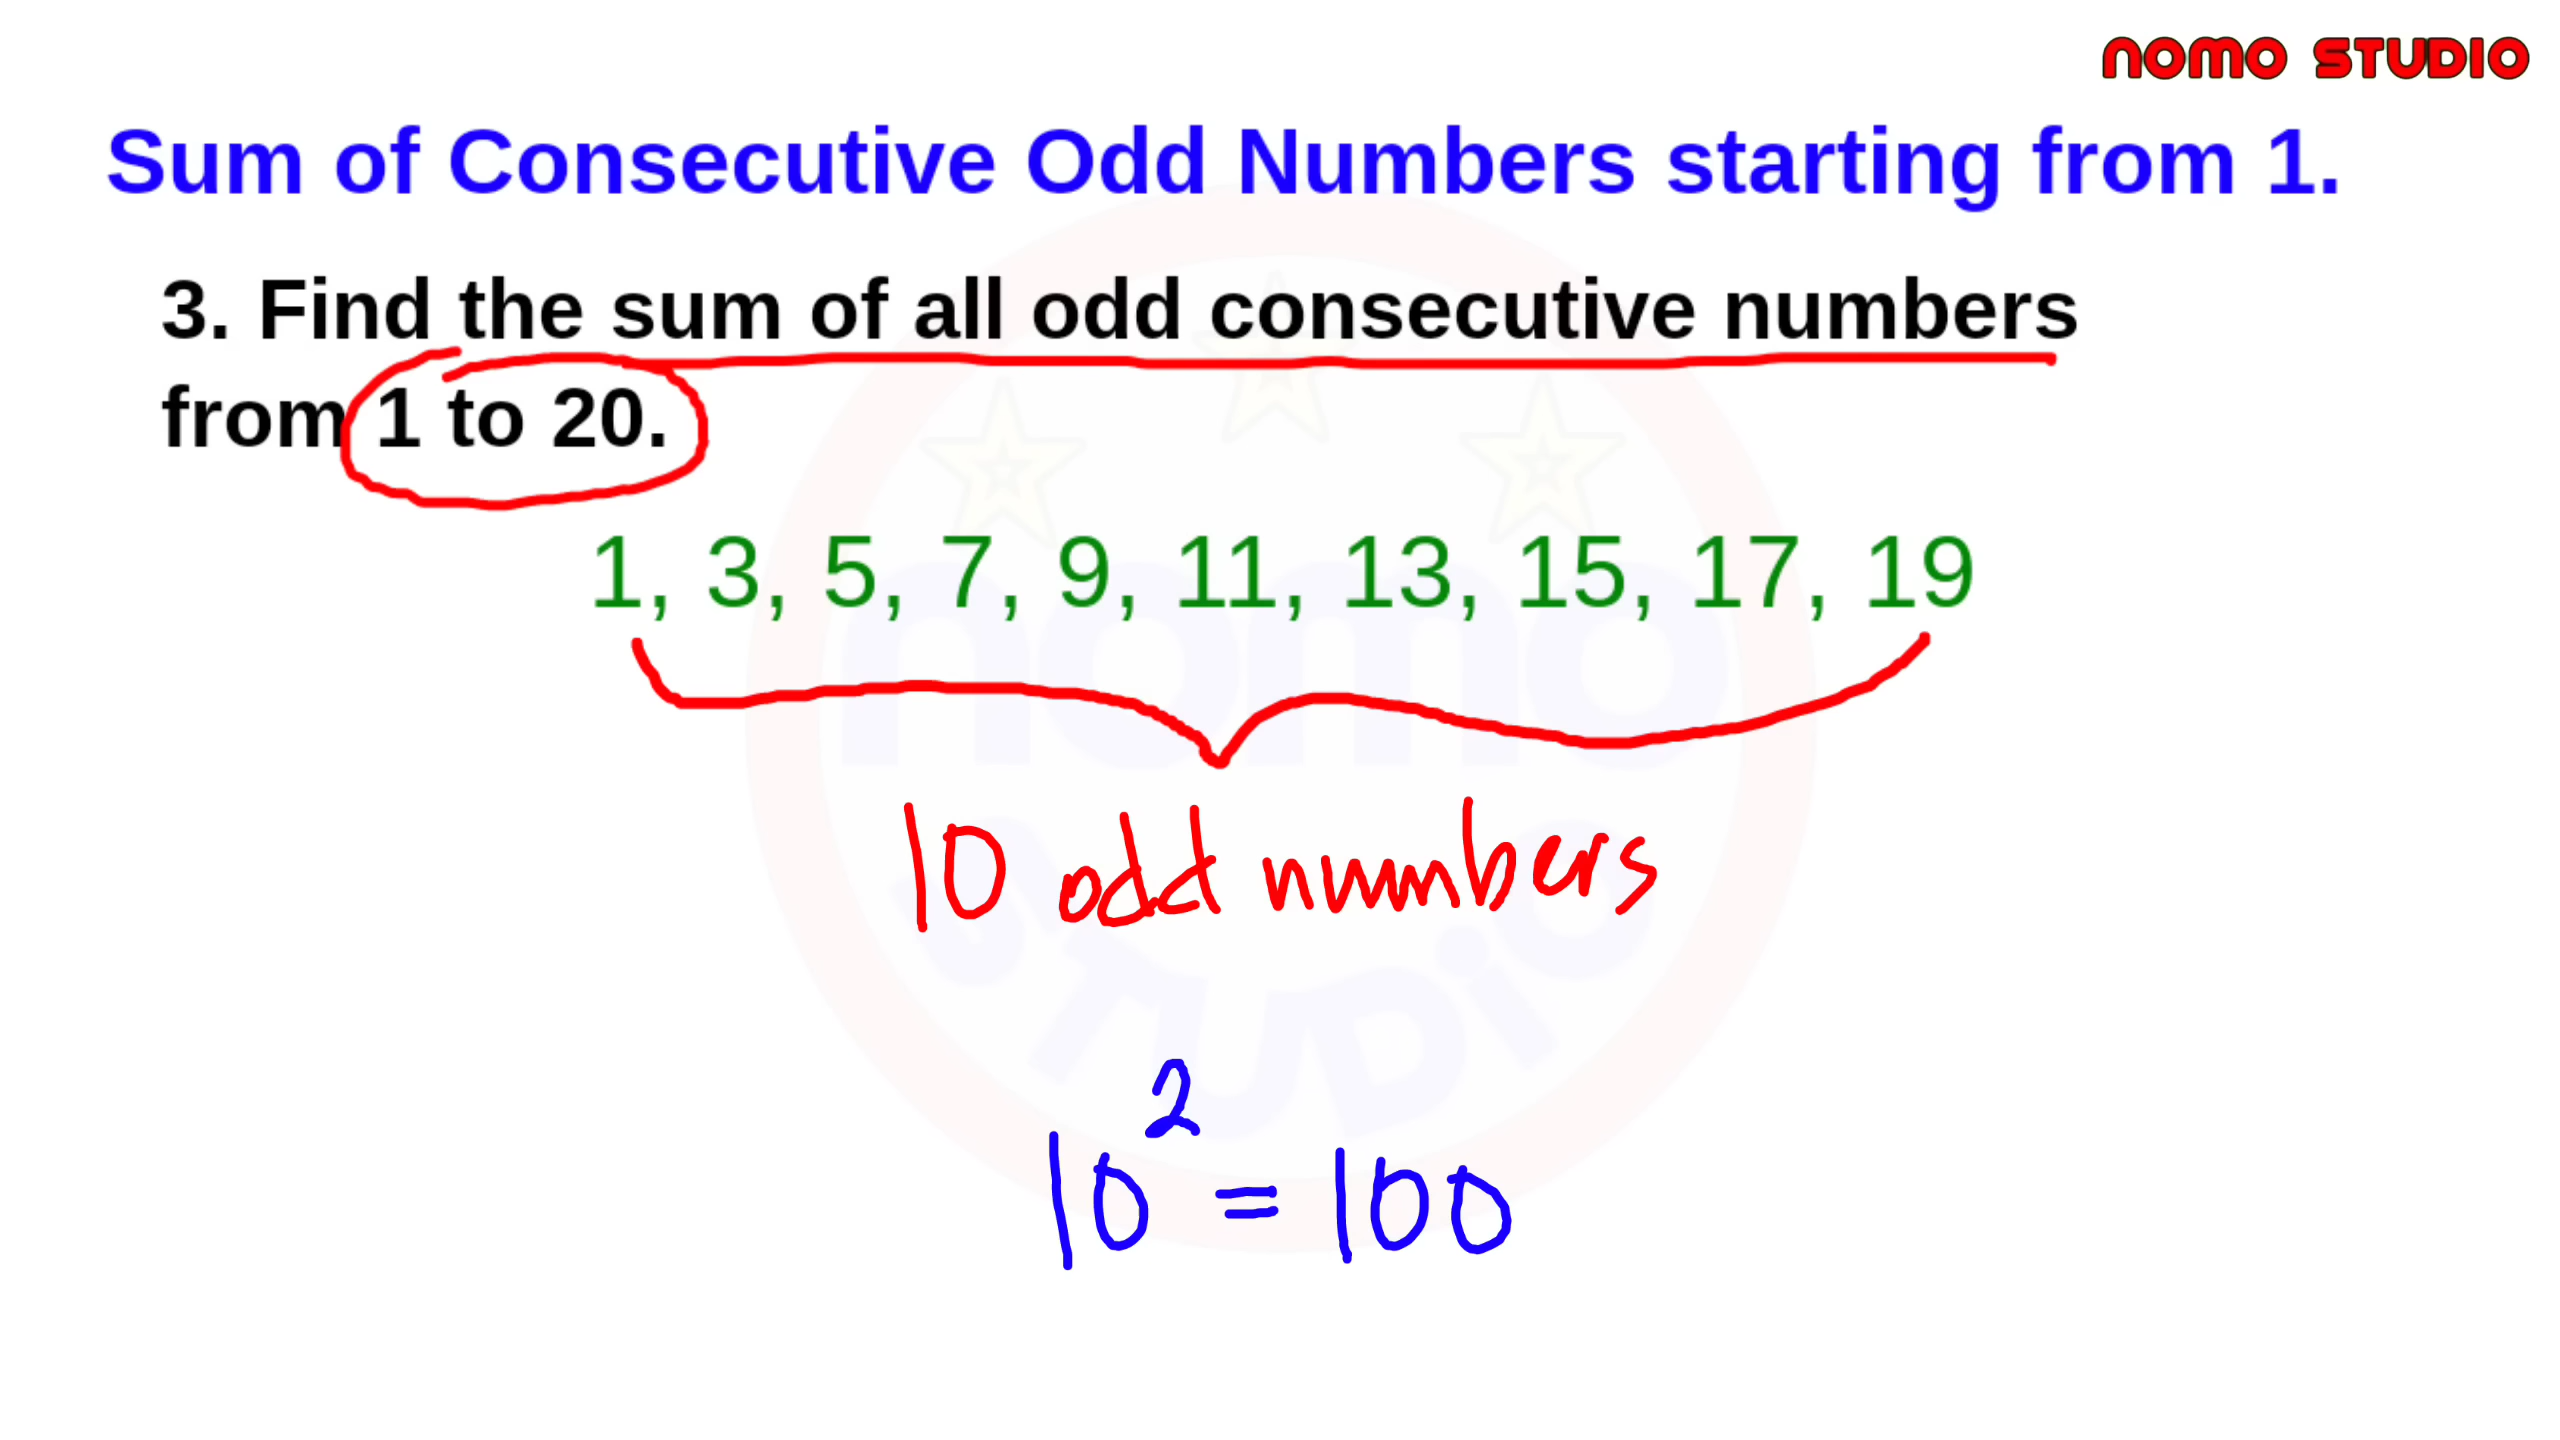 NOMO STUDIO
Sum of Consecutive Odd Numbers starting from 1.
3. Find the sum of all odd consecutive numbers
from 1 to 20.
1, 3, 5, 7, 9, 11, 13, 15, 17, 19
nomo
10 odd numbers
STUDiO
10² = 100